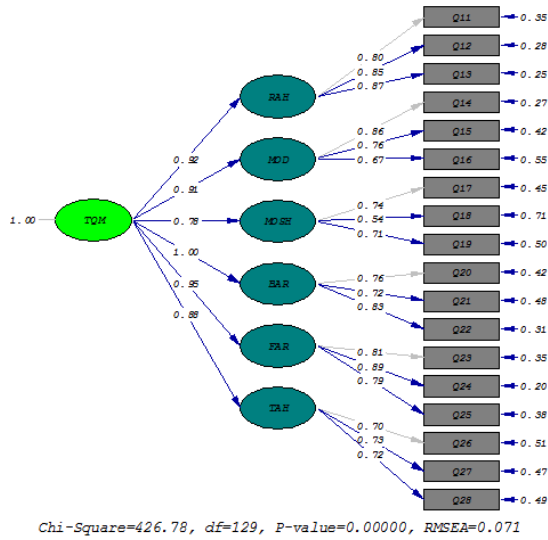 Q11
0.35
0.80
Q12
0.28
0.85
Q13
0.25
0.87
RAH
Q14
0.27
0.86
Q15
0.42
0.76
MOD
Q16
0.55
0.67
0.92
0.91
Q17
0.45
0.74
1.00
TQM
0.78
MOSH
Q18
0.71
0.54
Q19
0.50
0.71
1.00
Q20
0.42
0.76
BAR
Q21
0.48
0.72
0.95
Q22
0.31
0.83
0.88
FAR
Q23
0.35
0.81
Q24
0.20
0.89
Q25
0.38
0.79
TAH
Q26
0.51
0.70
Q27
0.47
0.73
Q28
0.49
0.72
Chi-Square=426.78, df=129, P-value=0.00000, RMSEA=0.071